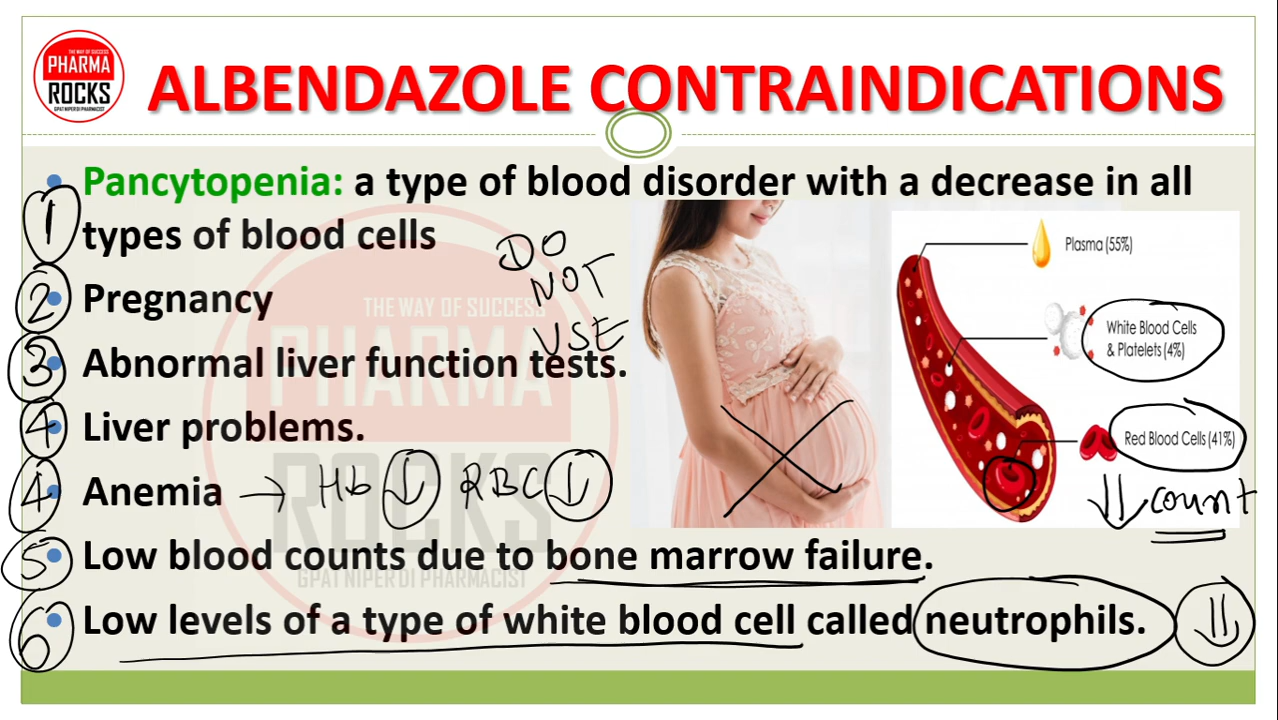 THE WAY OF SUCCESS
PHARMA
ROCKS
GPAT NIPER DI PHARMACIST
ALBENDAZOLE CONTRAINDICATIONS
• Pancytopenia: a type of blood disorder with a decrease in all
1 types of blood cells
DO
NOT
USE
2 • Pregnancy
3 • Abnormal liver function tests.
4 • Liver problems.
4 • Anemia → Hb ↓ RBC ↓
5 • Low blood counts due to bone marrow failure.
6 • Low levels of a type of white blood cell called neutrophils. ↓↓
Plasma (55%)
White Blood Cells
& Platelets (4%)
Red Blood Cells (41%)
↓↓ count
THE WAY OF SUCCESS
PHARMA
ROCKS
GPAT NIPER DI PHARMACIST